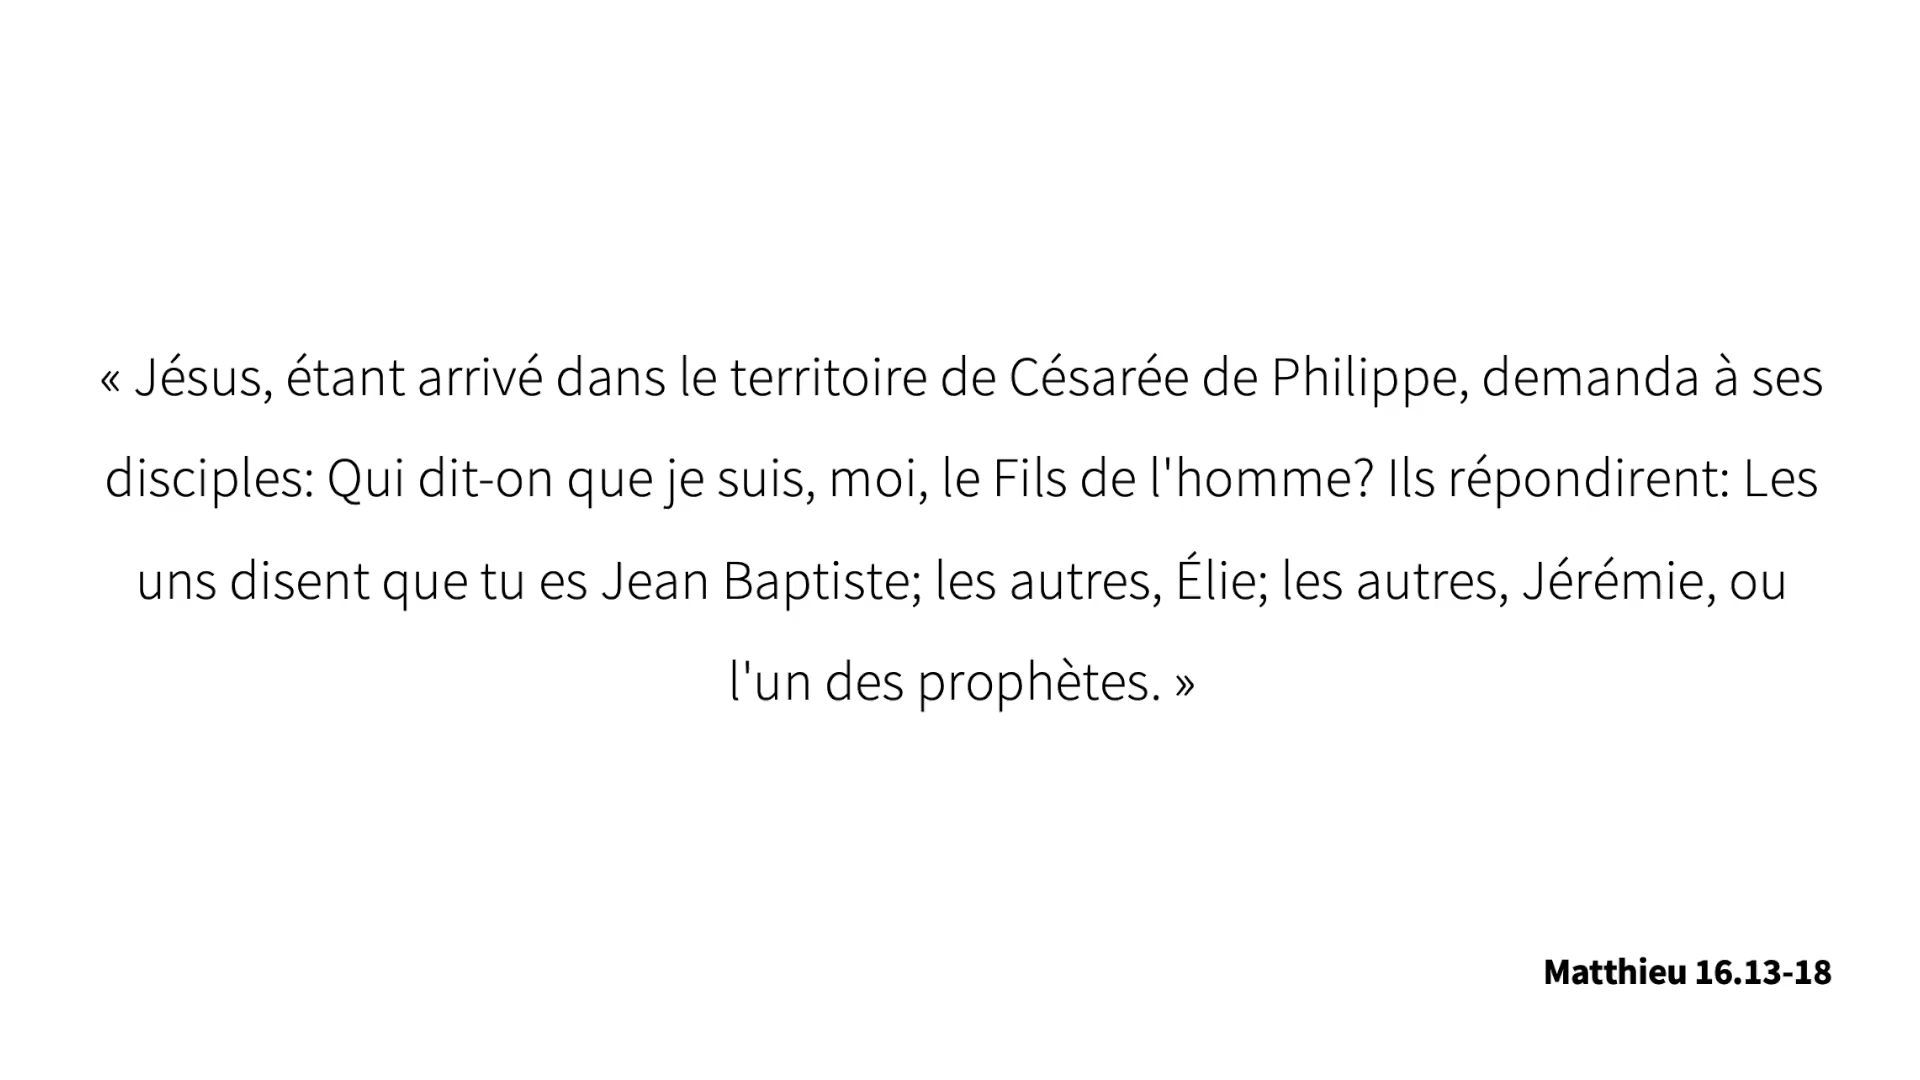 « Jésus, étant arrivé dans le territoire de Césarée de Philippe, demanda à ses
disciples: Qui dit-on que je suis, moi, le Fils de l'homme? Ils répondirent: Les
uns disent que tu es Jean Baptiste; les autres, Élie; les autres, Jérémie, ou
l'un des prophètes. »
Matthieu 16.13-18